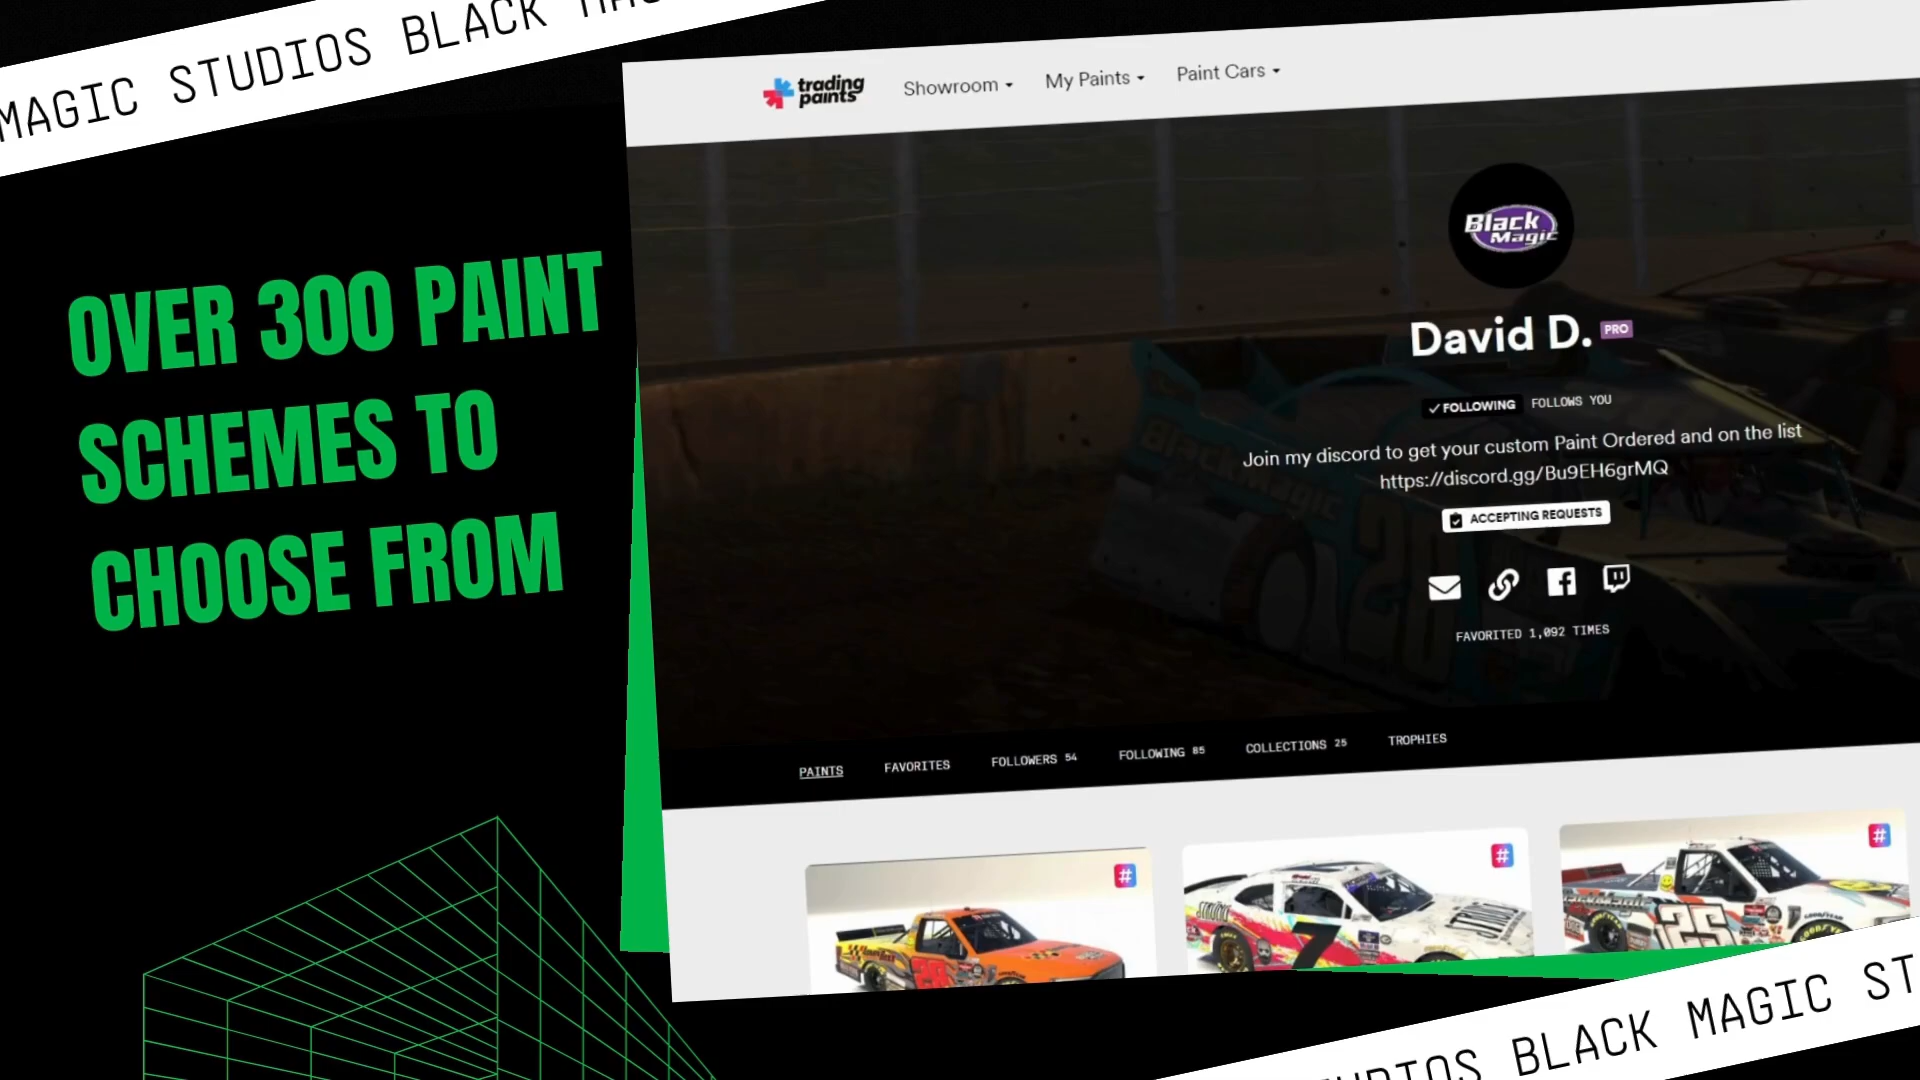 MAGIC STUDIOS BLACK
OVER 300 PAINT
SCHEMES TO
CHOOSE FROM
trading paints
Showroom
My Paints
Paint Cars
Black Magic
David D. PRO
FOLLOWING FOLLOWS YOU
Join my discord to get your custom Paint Ordered and on the list
https://discord.gg/Bu9EH6grMQ
ACCEPTING REQUESTS
FAVORITED 1,092 TIMES
BlackMagic
PAINTS
FAVORITES
FOLLOWERS 54
FOLLOWING 85
COLLECTIONS 25
TROPHIES
#
#
#
7
25
BLACK MAGIC ST